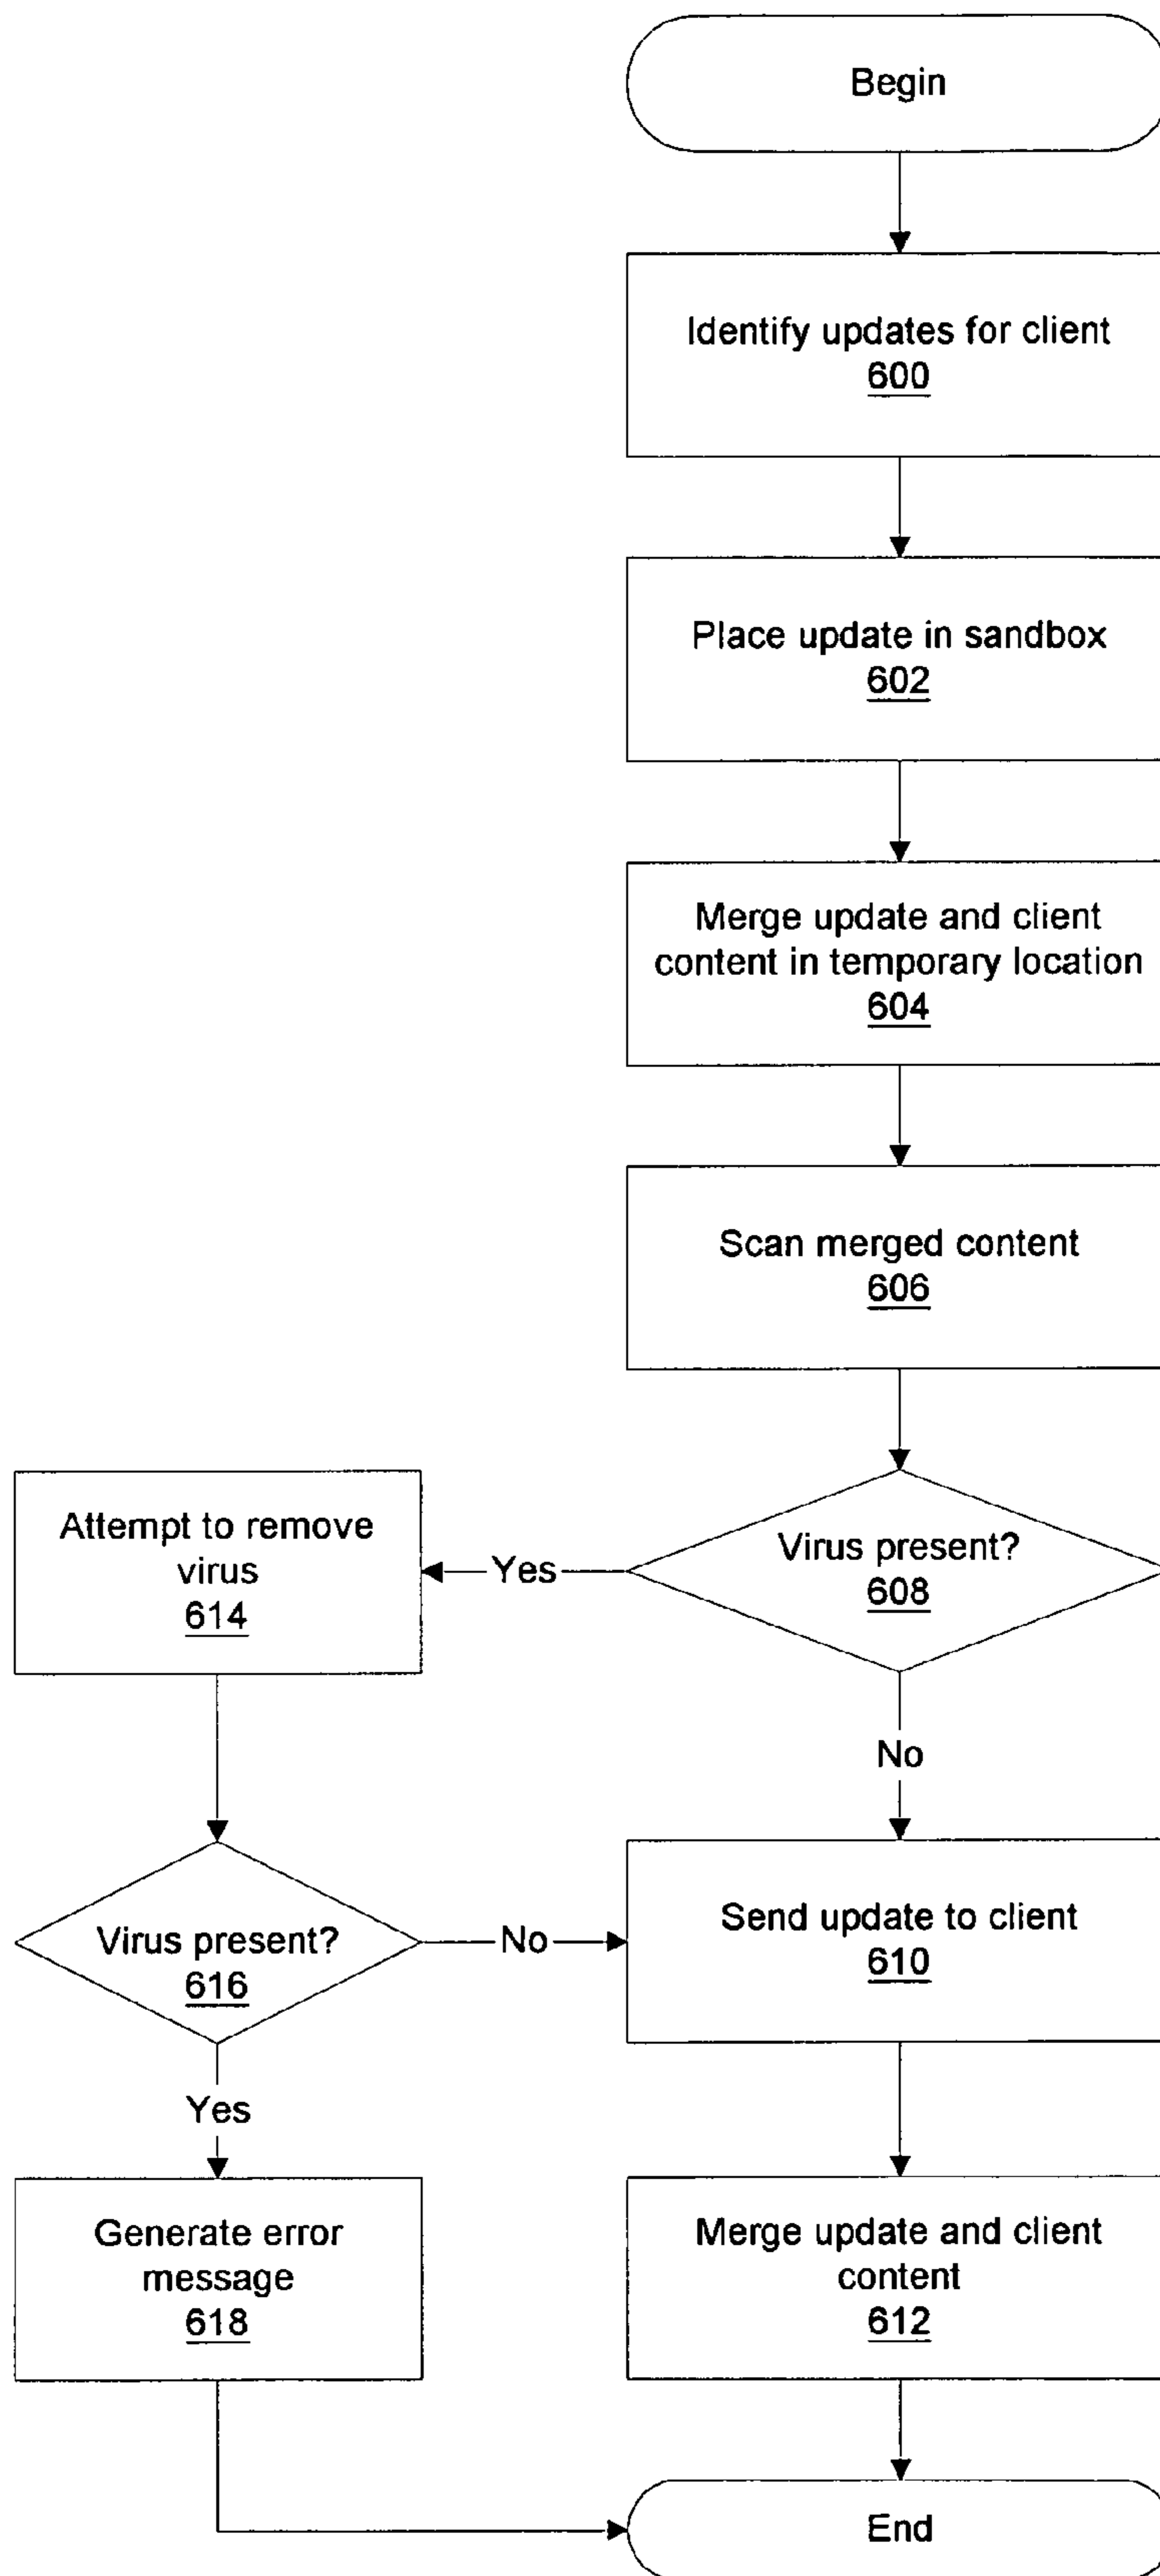 Begin
Identify updates for client
600
Place update in sandbox
602
Merge update and client
content in temporary location
604
Scan merged content
606
Virus present?
608
Yes
Attempt to remove
virus
614
No
Virus present?
616
No
Send update to client
610
Yes
Generate error
message
618
Merge update and client
content
612
End